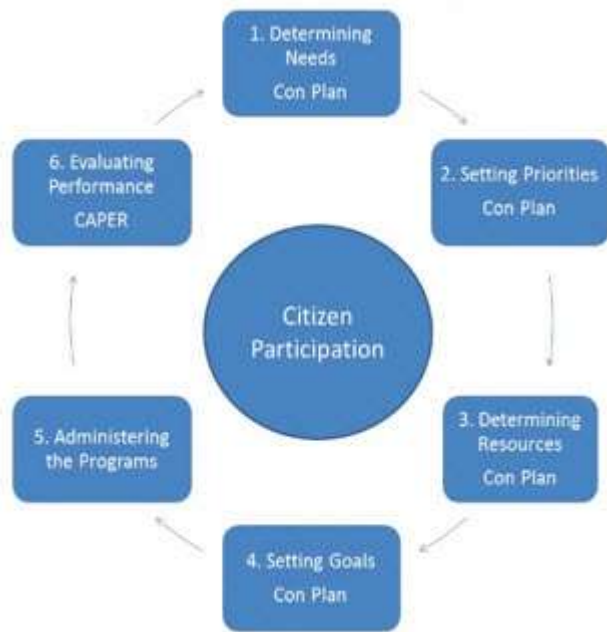 1. Determining
Needs
Con Plan
2. Setting Priorities
Con Plan
3. Determining
Resources
Con Plan
4. Setting Goals
Con Plan
5. Administering
the Programs
6. Evaluating
Performance
CAPER
Citizen
Participation